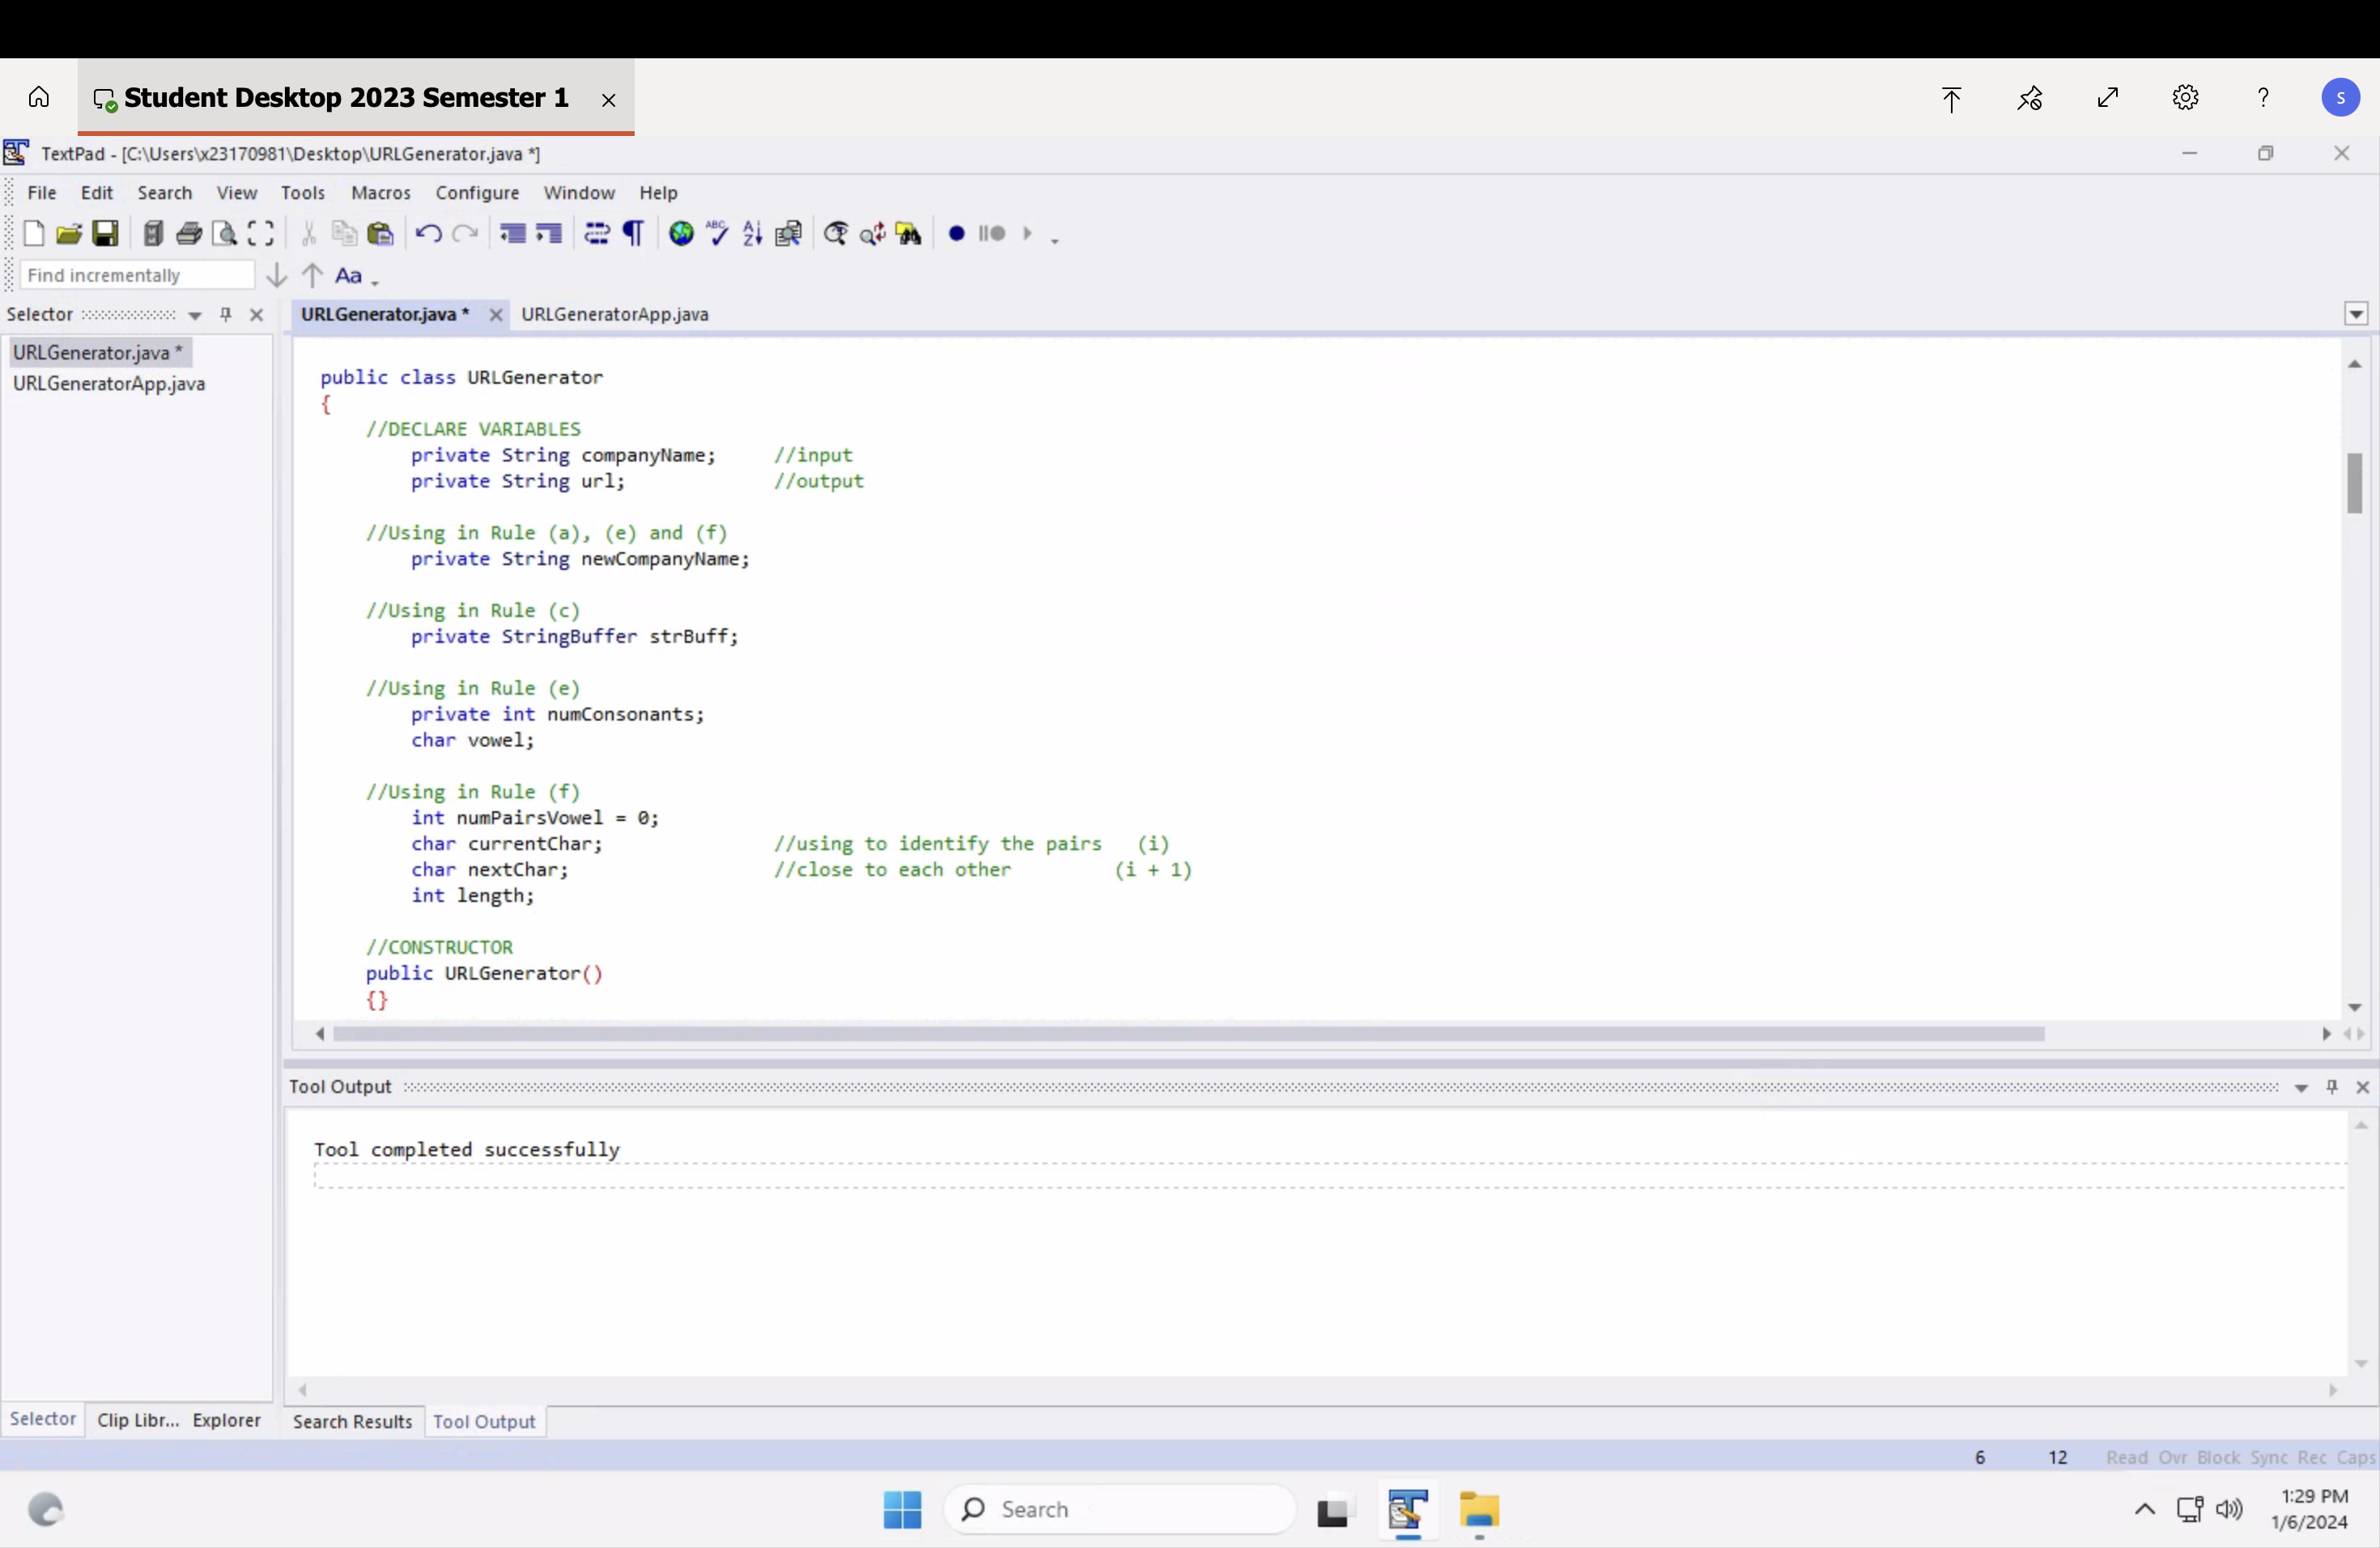 Student Desktop 2023 Semester 1
S
TextPad - [C:\Users\x23170981\Desktop\URLGenerator.java *]
File Edit Search View Tools Macros Configure Window Help
Find incrementally Aa
Selector
URLGenerator.java *
URLGeneratorApp.java
URLGenerator.java * URLGeneratorApp.java
public class URLGenerator
{
//DECLARE VARIABLES
private String companyName; //input
private String url; //output
//Using in Rule (a), (e) and (f)
private String newCompanyName;
//Using in Rule (c)
private StringBuffer strBuff;
//Using in Rule (e)
private int numConsonants;
char vowel;
//Using in Rule (f)
int numPairsVowel = 0;
char currentChar; //using to identify the pairs (i)
char nextChar; //close to each other (i + 1)
int length;
//CONSTRUCTOR
public URLGenerator()
{}
Tool Output
Tool completed successfully
Selector Clip Libr... Explorer
Search Results Tool Output
6 12 Read Ovr Block Sync Rec Caps
Search
1:29 PM
1/6/2024